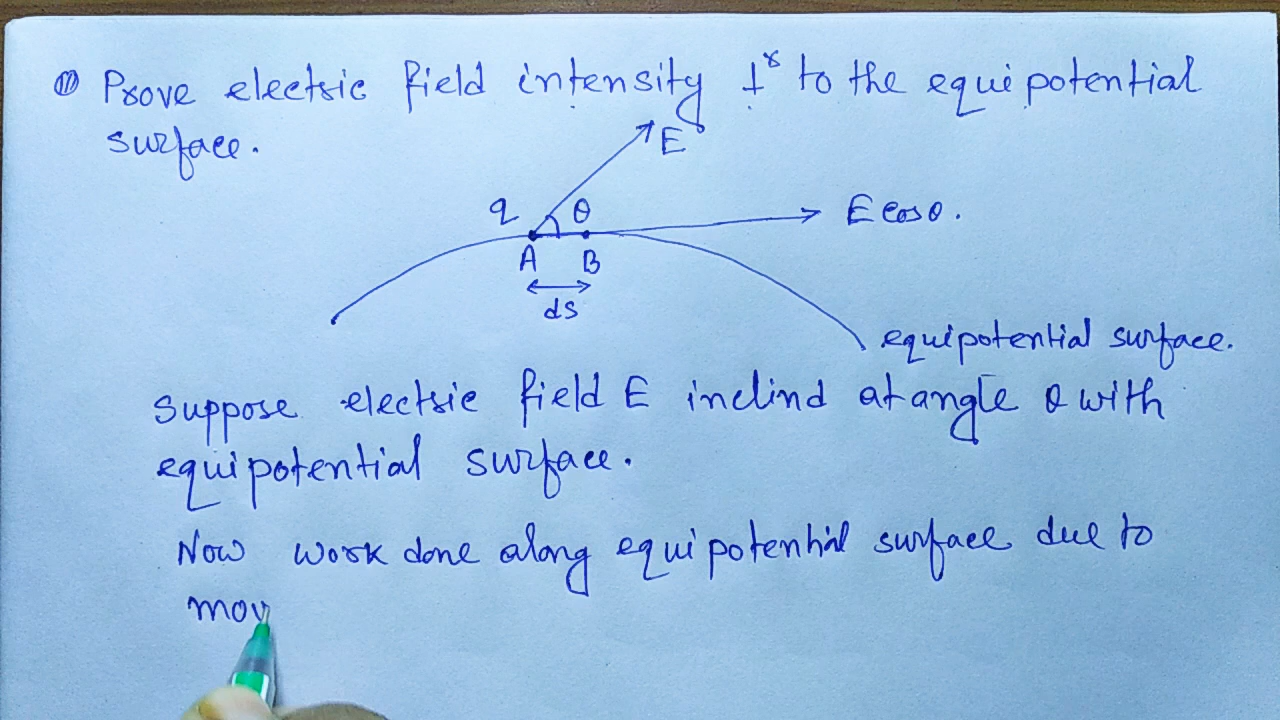 ⑪ Prove electric field intensity ⊥r to the equipotential
surface.
E
q θ E cosθ.
A B
ds
equipotential surface.
Suppose electric field E inclind at angle θ with
equipotential surface.
Now work done along equipotential surface due to
mov